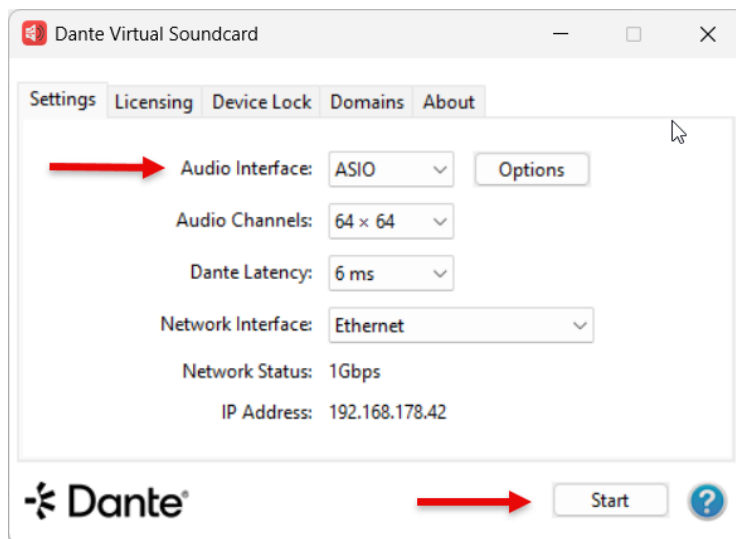 Dante Virtual Soundcard
Settings Licensing Device Lock Domains About
Audio Interface: ASIO Options
Audio Channels: 64 × 64
Dante Latency: 6 ms
Network Interface: Ethernet
Network Status: 1Gbps
IP Address: 192.168.178.42
Dante® Start ?